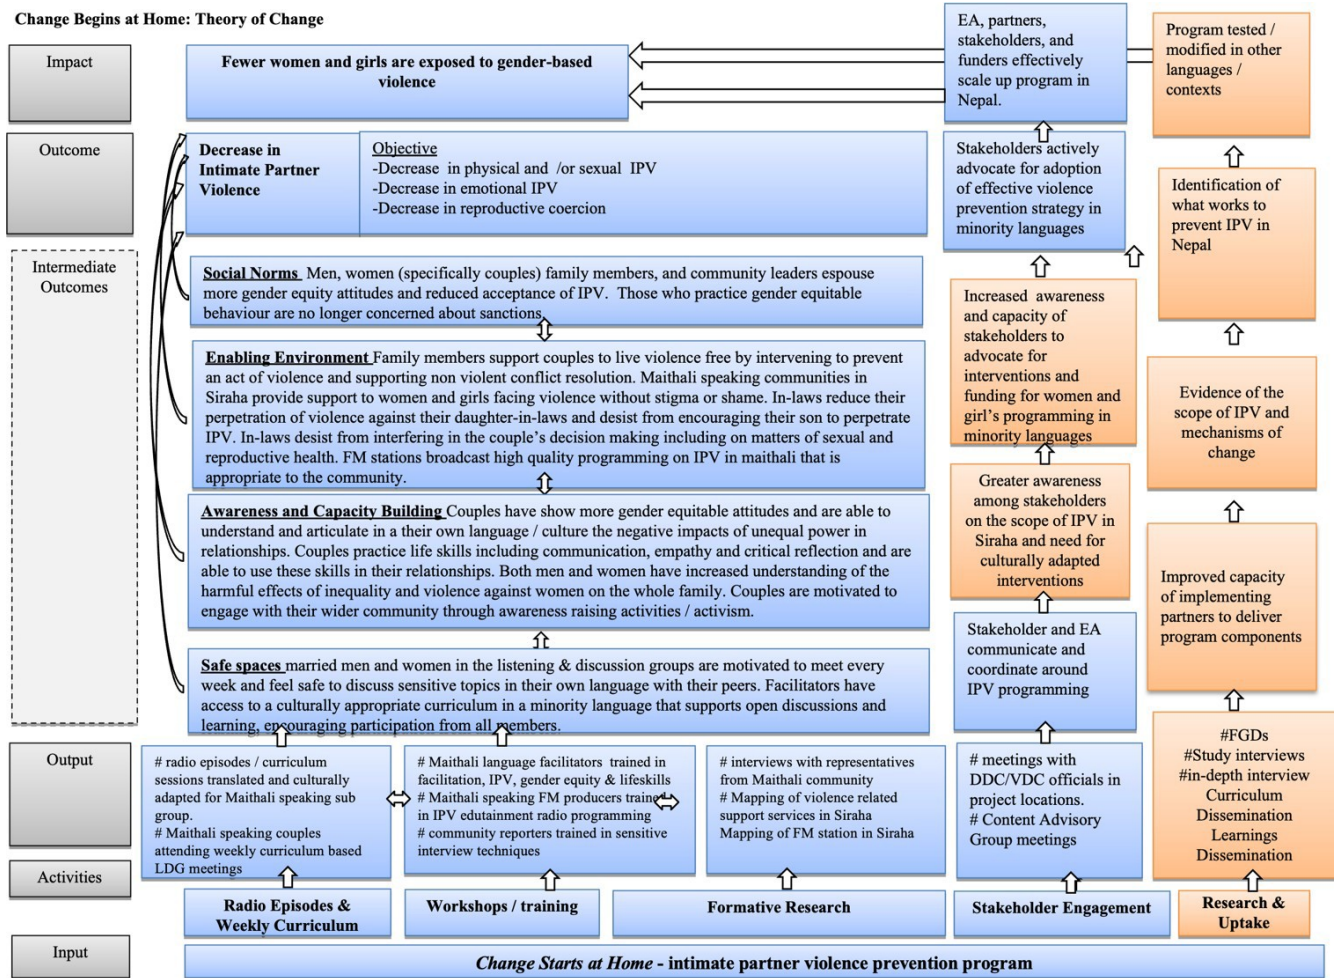 Change Begins at Home: Theory of Change
Impact
Fewer women and girls are exposed to gender-based
violence
EA, partners,
stakeholders, and
funders effectively
scale up program in
Nepal.
Program tested /
modified in other
languages /
contexts
Outcome
Decrease in
Intimate Partner
Violence
Objective
-Decrease in physical and /or sexual IPV
-Decrease in emotional IPV
-Decrease in reproductive coercion
Stakeholders actively
advocate for adoption
of effective violence
prevention strategy in
minority languages
Identification of
what works to
prevent IPV in
Nepal
Intermediate
Outcomes
Social Norms Men, women (specifically couples) family members, and community leaders espouse
more gender equity attitudes and reduced acceptance of IPV. Those who practice gender equitable
behaviour are no longer concerned about sanctions.
Enabling Environment Family members support couples to live violence free by intervening to prevent
an act of violence and supporting non violent conflict resolution. Maithali speaking communities in
Siraha provide support to women and girls facing violence without stigma or shame. In-laws reduce their
perpetration of violence against their daughter-in-laws and desist from encouraging their son to perpetrate
IPV. In-laws desist from interfering in the couple's decision making including on matters of sexual and
reproductive health. FM stations broadcast high quality programming on IPV in maithali that is
appropriate to the community.
Awareness and Capacity Building Couples have show more gender equitable attitudes and are able to
understand and articulate in a their own language / culture the negative impacts of unequal power in
relationships. Couples practice life skills including communication, empathy and critical reflection and are
able to use these skills in their relationships. Both men and women have increased understanding of the
harmful effects of inequality and violence against women on the whole family. Couples are motivated to
engage with their wider community through awareness raising activities / activism.
Safe spaces married men and women in the listening & discussion groups are motivated to meet every
week and feel safe to discuss sensitive topics in their own language with their peers. Facilitators have
access to a culturally appropriate curriculum in a minority language that supports open discussions and
learning, encouraging participation from all members.
Increased awareness
and capacity of
stakeholders to
advocate for
interventions and
funding for women and
girl's programming in
minority languages
Greater awareness
among stakeholders
on the scope of IPV in
Siraha and need for
culturally adapted
interventions
Stakeholder and EA
communicate and
coordinate around
IPV programming
Evidence of the
scope of IPV and
mechanisms of
change
Improved capacity
of implementing
partners to deliver
program components
Output
# radio episodes / curriculum
sessions translated and culturally
adapted for Maithali speaking sub
group.
# Maithali speaking couples
attending weekly curriculum based
LDG meetings
# Maithali language facilitators trained in
facilitation, IPV, gender equity & lifeskills
# Maithali speaking FM producers trained
in IPV edutainment radio programming
# community reporters trained in sensitive
interview techniques
# interviews with representatives
from Maithali community
# Mapping of violence related
support services in Siraha
Mapping of FM station in Siraha
# meetings with
DDC/VDC officials in
project locations.
# Content Advisory
Group meetings
#FGDs
#Study interviews
#in-depth interview
Curriculum
Dissemination
Learnings
Dissemination
Activities
Radio Episodes &
Weekly Curriculum
Workshops / training
Formative Research
Stakeholder Engagement
Research &
Uptake
Input
Change Starts at Home - intimate partner violence prevention program